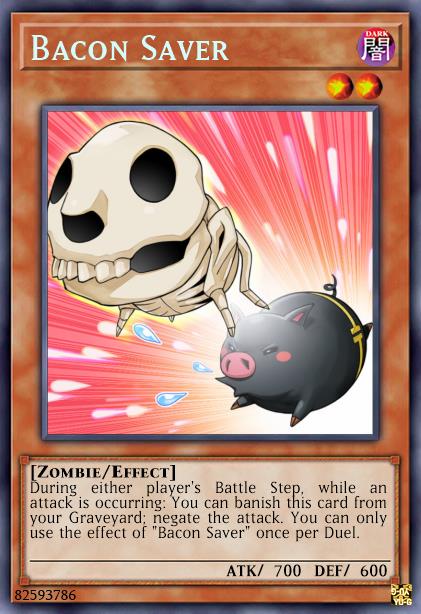 Bacon Saver
DARK
闇
[Zombie/Effect]
During either player's Battle Step, while an
attack is occurring: You can banish this card from
your Graveyard; negate the attack. You can only
use the effect of "Bacon Saver" once per Duel.
ATK/ 700 DEF/ 600
82593786